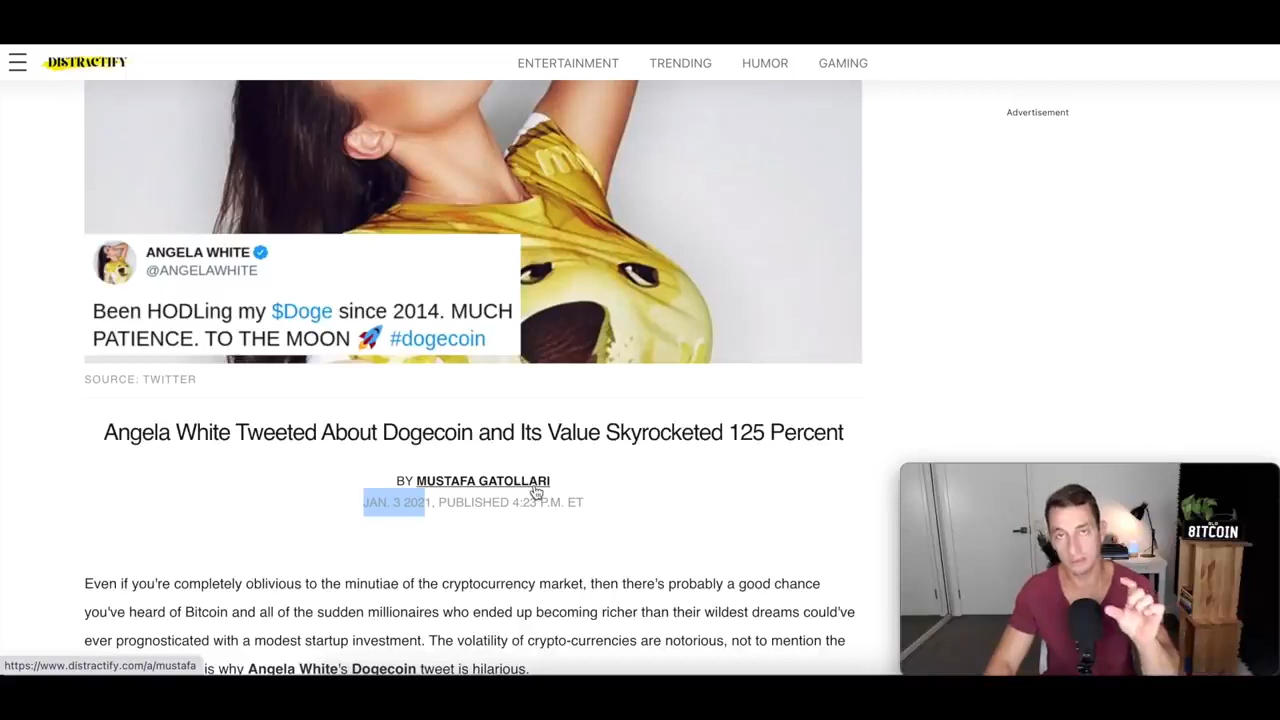 DISTRACTIFY
ENTERTAINMENT TRENDING HUMOR GAMING
Advertisement
ANGELA WHITE
@ANGELAWHITE
Been HODLing my $Doge since 2014. MUCH
PATIENCE. TO THE MOON 🚀 #dogecoin
SOURCE: TWITTER
Angela White Tweeted About Dogecoin and Its Value Skyrocketed 125 Percent
BY MUSTAFA GATOLLARI
JAN. 3 2021, PUBLISHED 4:23 P.M. ET
Even if you're completely oblivious to the minutiae of the cryptocurrency market, then there's probably a good chance
you've heard of Bitcoin and all of the sudden millionaires who ended up becoming richer than their wildest dreams could've
ever prognosticated with a modest startup investment. The volatility of crypto-currencies are notorious, not to mention the
is why Angela White's Dogecoin tweet is hilarious.
https://www.distractify.com/a/mustafa
BITCOIN